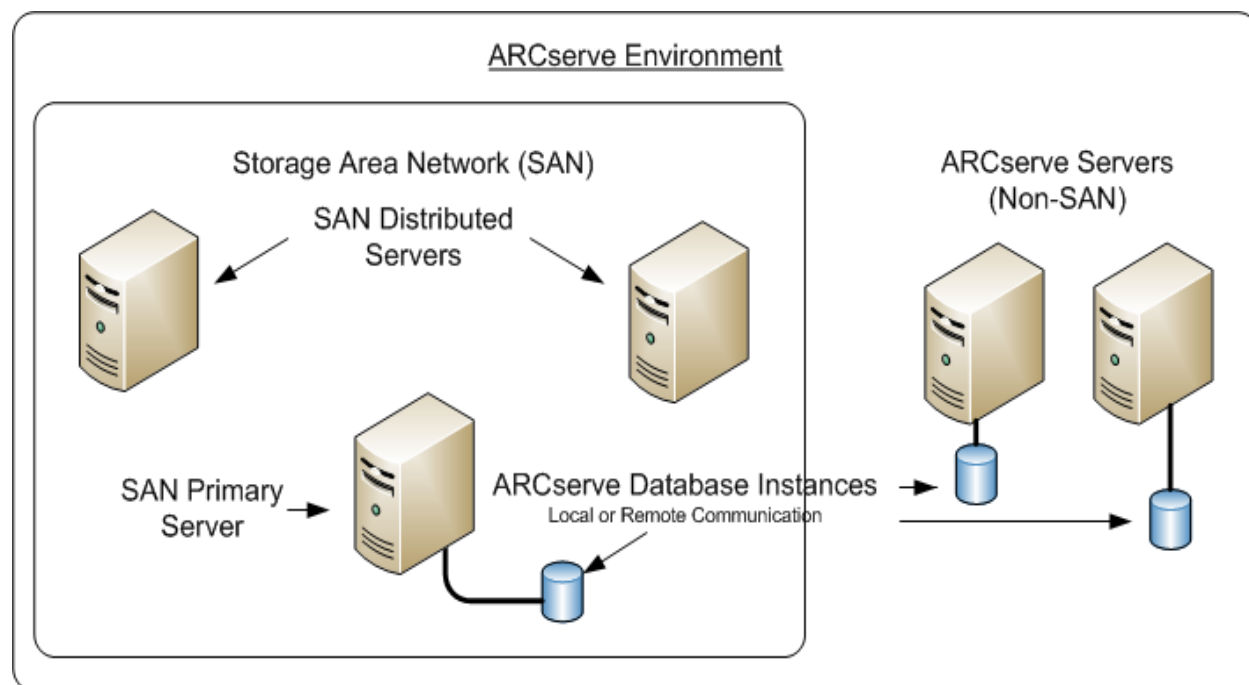 ARCserve Environment
Storage Area Network (SAN)
SAN Distributed
Servers
ARCserve Servers
(Non-SAN)
SAN Primary
Server
ARCserve Database Instances
Local or Remote Communication